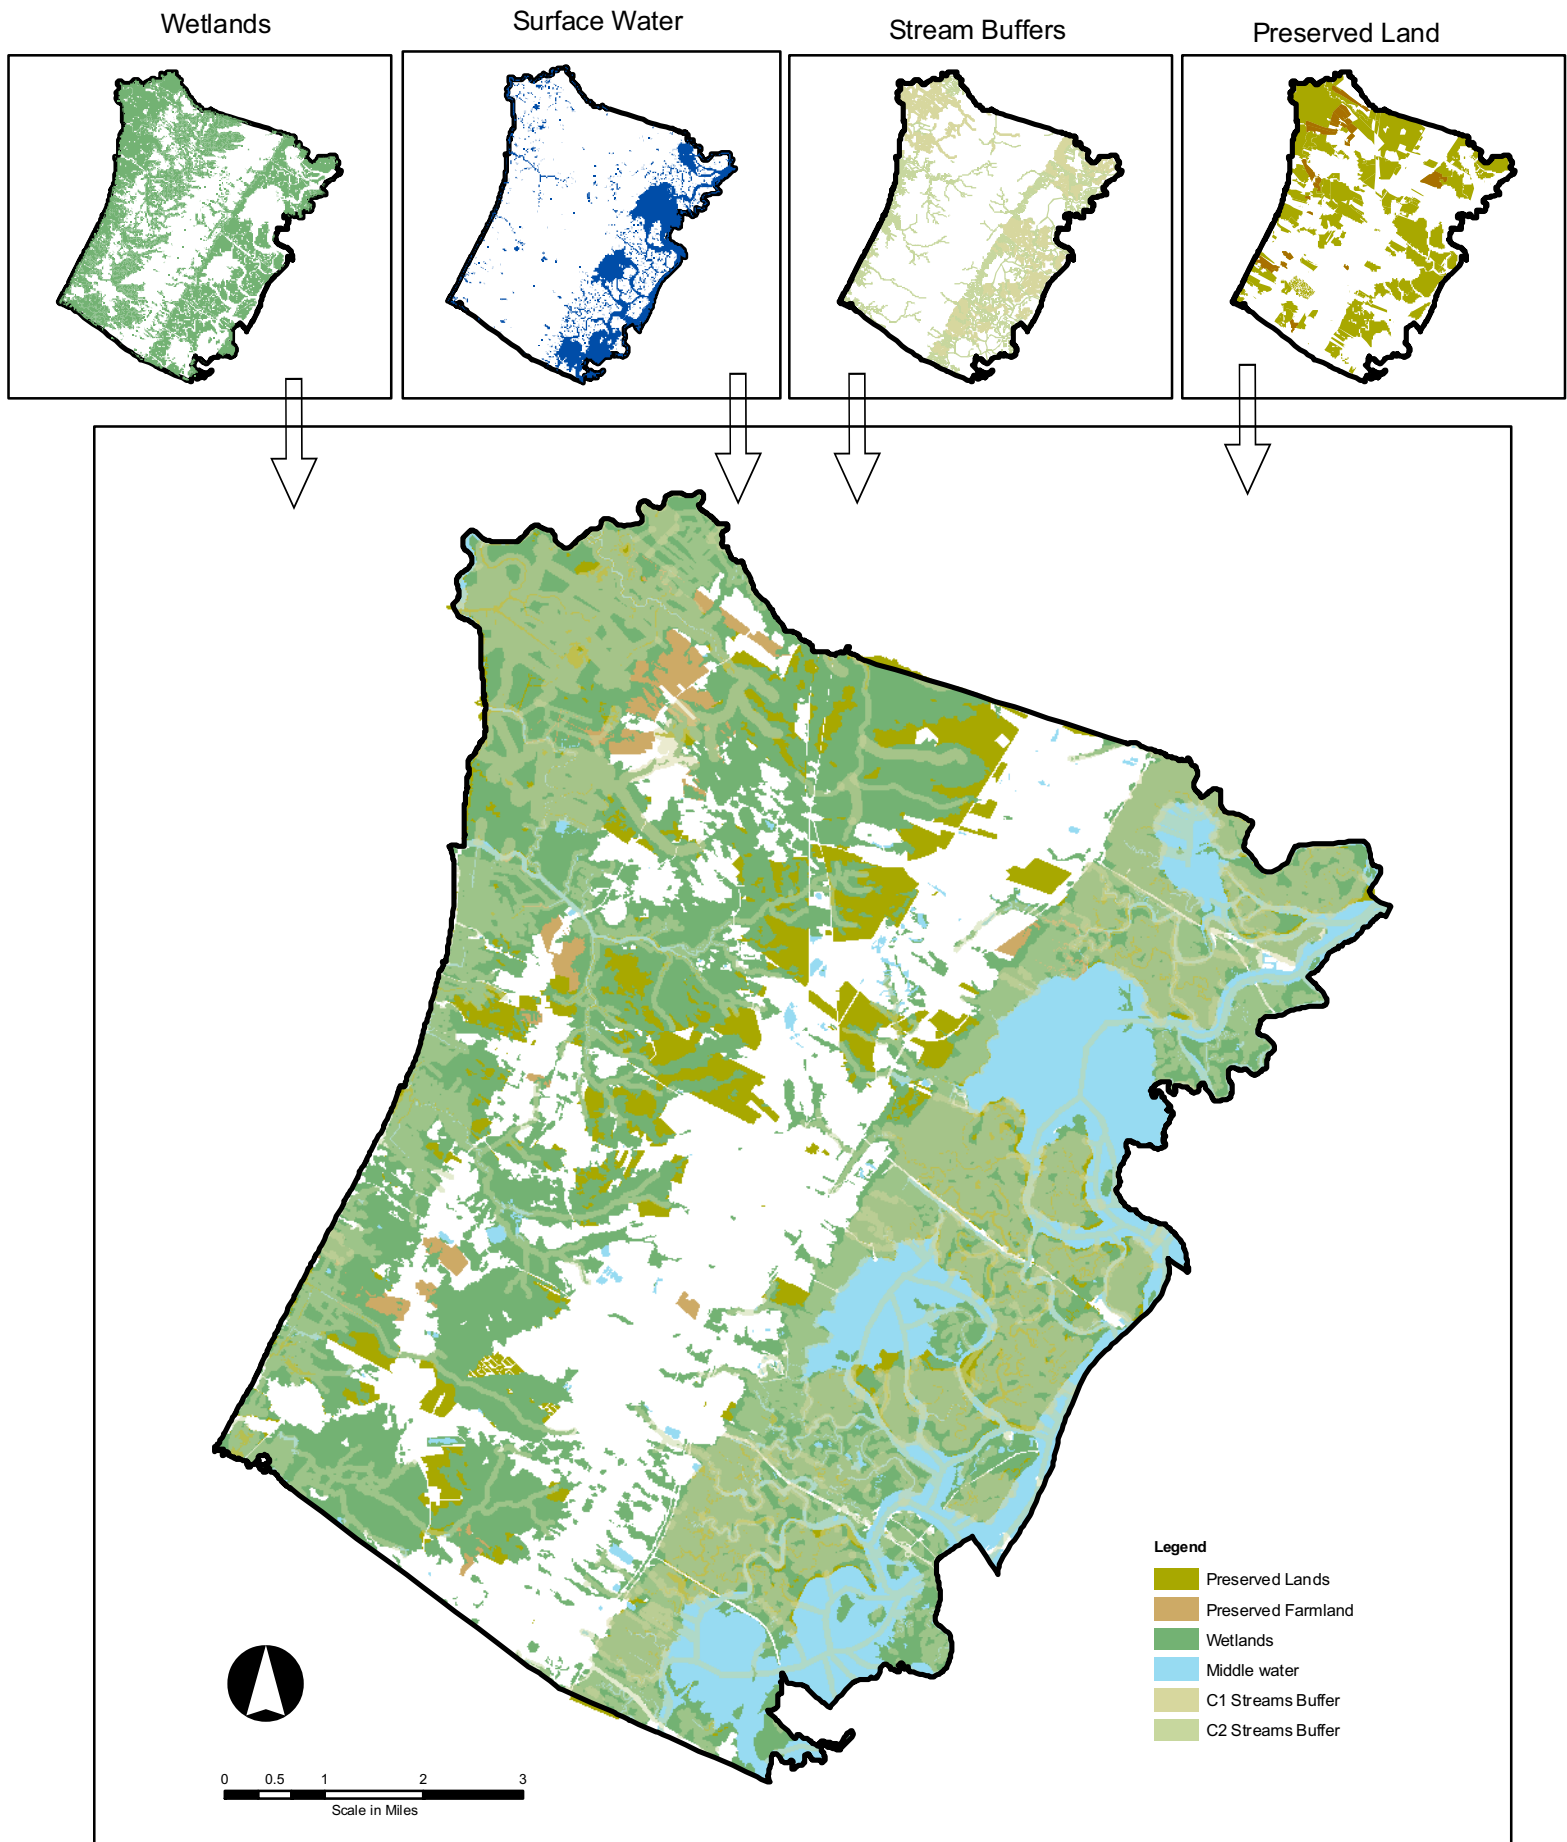 Wetlands
Surface Water
Stream Buffers
Preserved Land
Legend
Preserved Lands
Preserved Farmland
Wetlands
Middle water
C1 Streams Buffer
C2 Streams Buffer
0 0.5 1 2 3
Scale in Miles